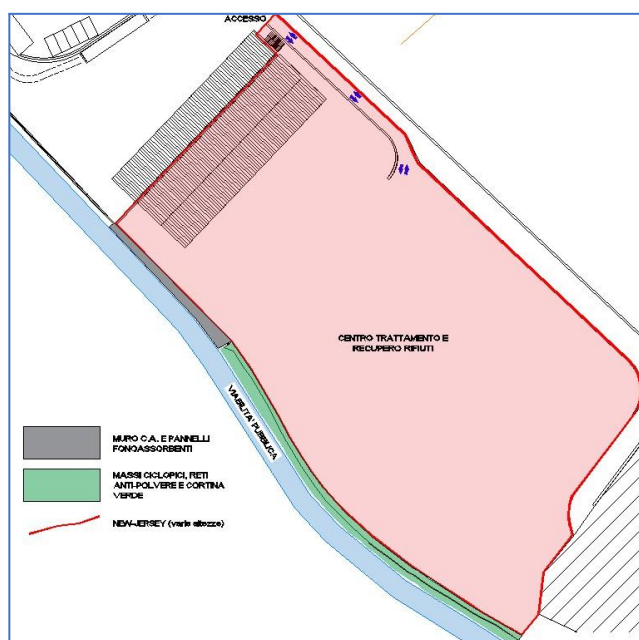 ACCESSO
CENTRO TRATTAMENTO E
RECUPERO RIFIUTI
VIABILITA' PUBBLICA
MURO C.A. E PANNELLI
FONOASSORBENTI
MASSI CICLOPICI, RETI
ANTI-POLVERE E CORTINA
VERDE
NEW-JERSEY (varie altezze)